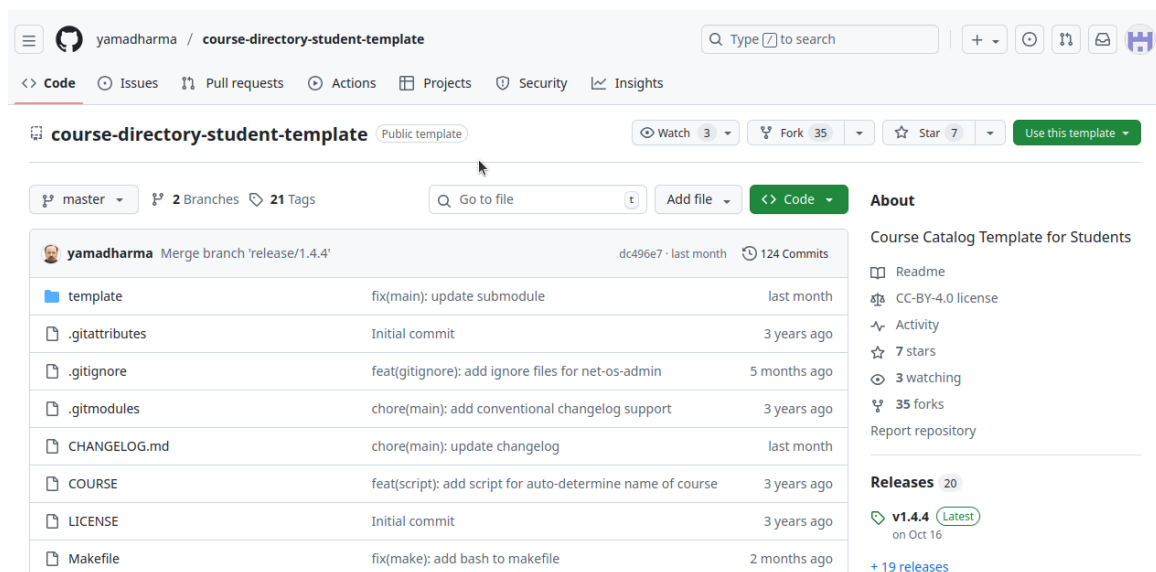 yamadharma / course-directory-student-template Type / to search
Code Issues Pull requests Actions Projects Security Insights
course-directory-student-template Public template Watch 3 Fork 35 Star 7 Use this template
master 2 Branches 21 Tags Go to file t Add file Code
yamadharma Merge branch 'release/1.4.4' dc496e7 · last month 124 Commits
template fix(main): update submodule last month
.gitattributes Initial commit 3 years ago
.gitignore feat(gitignore): add ignore files for net-os-admin 5 months ago
.gitmodules chore(main): add conventional changelog support 3 years ago
CHANGELOG.md chore(main): update changelog last month
COURSE feat(script): add script for auto-determine name of course 3 years ago
LICENSE Initial commit 3 years ago
Makefile fix(make): add bash to makefile 2 months ago
About
Course Catalog Template for Students
Readme
CC-BY-4.0 license
Activity
7 stars
3 watching
35 forks
Report repository
Releases 20
v1.4.4 Latest
on Oct 16
+ 19 releases